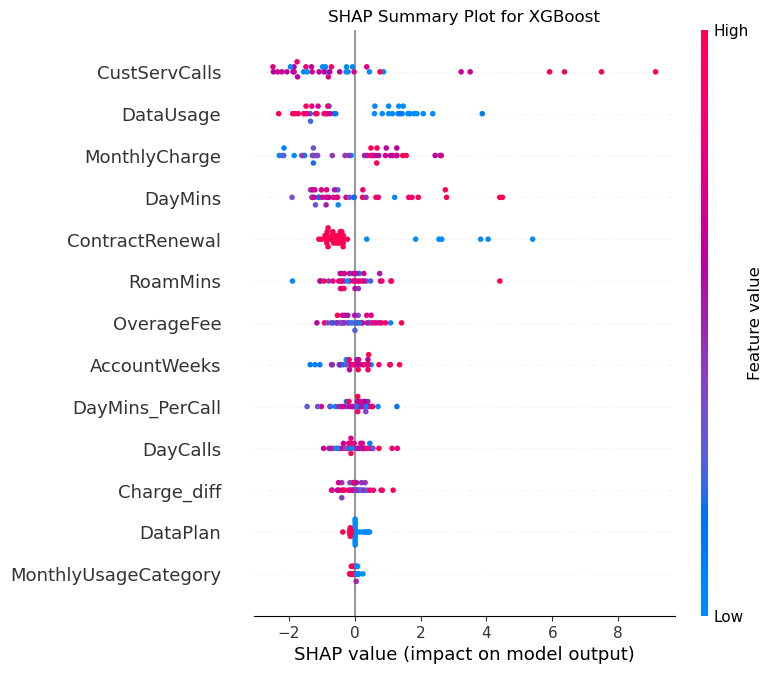 SHAP Summary Plot for XGBoost
High
CustServCalls
DataUsage
MonthlyCharge
DayMins
ContractRenewal
RoamMins
OverageFee
AccountWeeks
DayMins_PerCall
DayCalls
Charge_diff
DataPlan
MonthlyUsageCategory
Feature value
Low
−2 0 2 4 6 8
SHAP value (impact on model output)